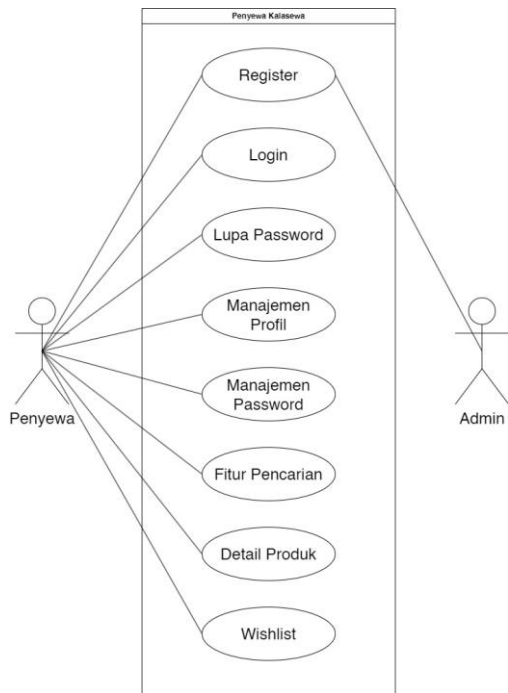 Penyewa Kalasewa
Register
Login
Lupa Password
Manajemen
Profil
Manajemen
Password
Penyewa
Admin
Fitur Pencarian
Detail Produk
Wishlist